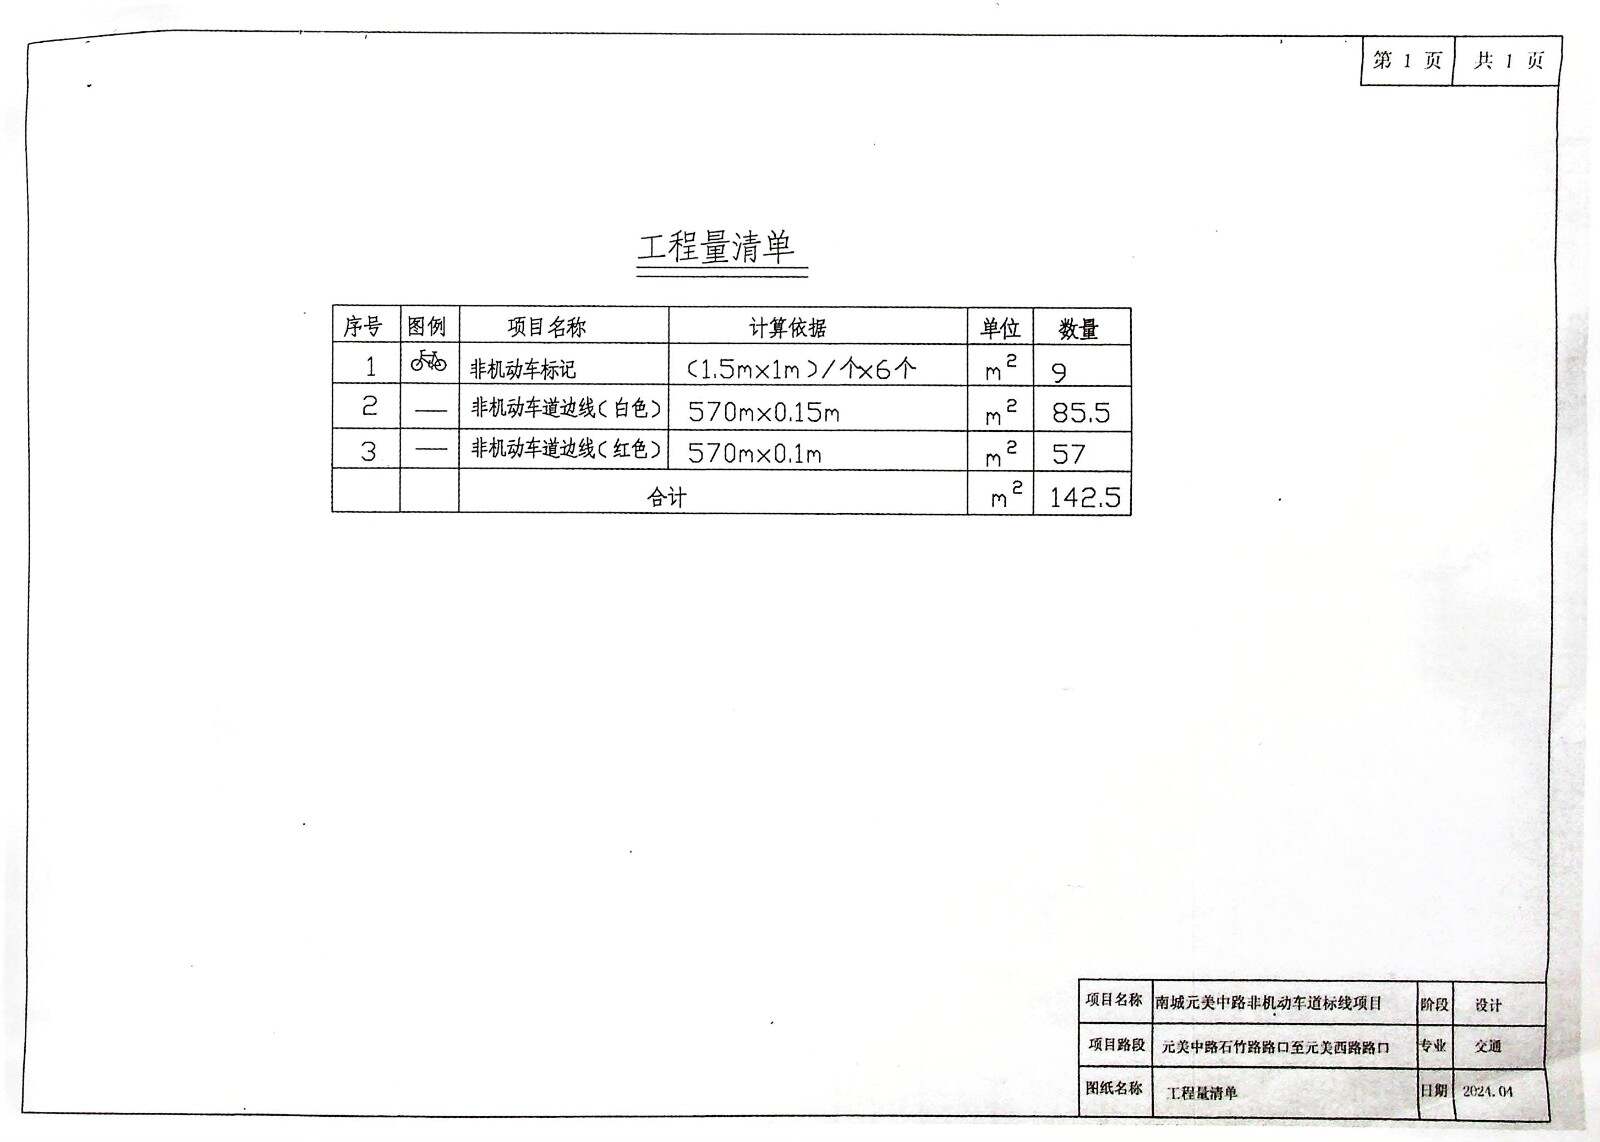 第 1 页 共 1 页
工程量清单
序号 图例 项目名称 计算依据 单位 数量
1 非机动车标记 (1.5m×1m)/个×6个 m² 9
2 — 非机动车道边线(白色) 570m×0.15m m² 85.5
3 — 非机动车道边线(红色) 570m×0.1m m² 57
合计 m² 142.5
项目名称 南城元美中路非机动车道标线项目 阶段 设计
项目路段 元美中路石竹路路口至元美西路路口 专业 交通
图纸名称 工程量清单 日期 2024.04